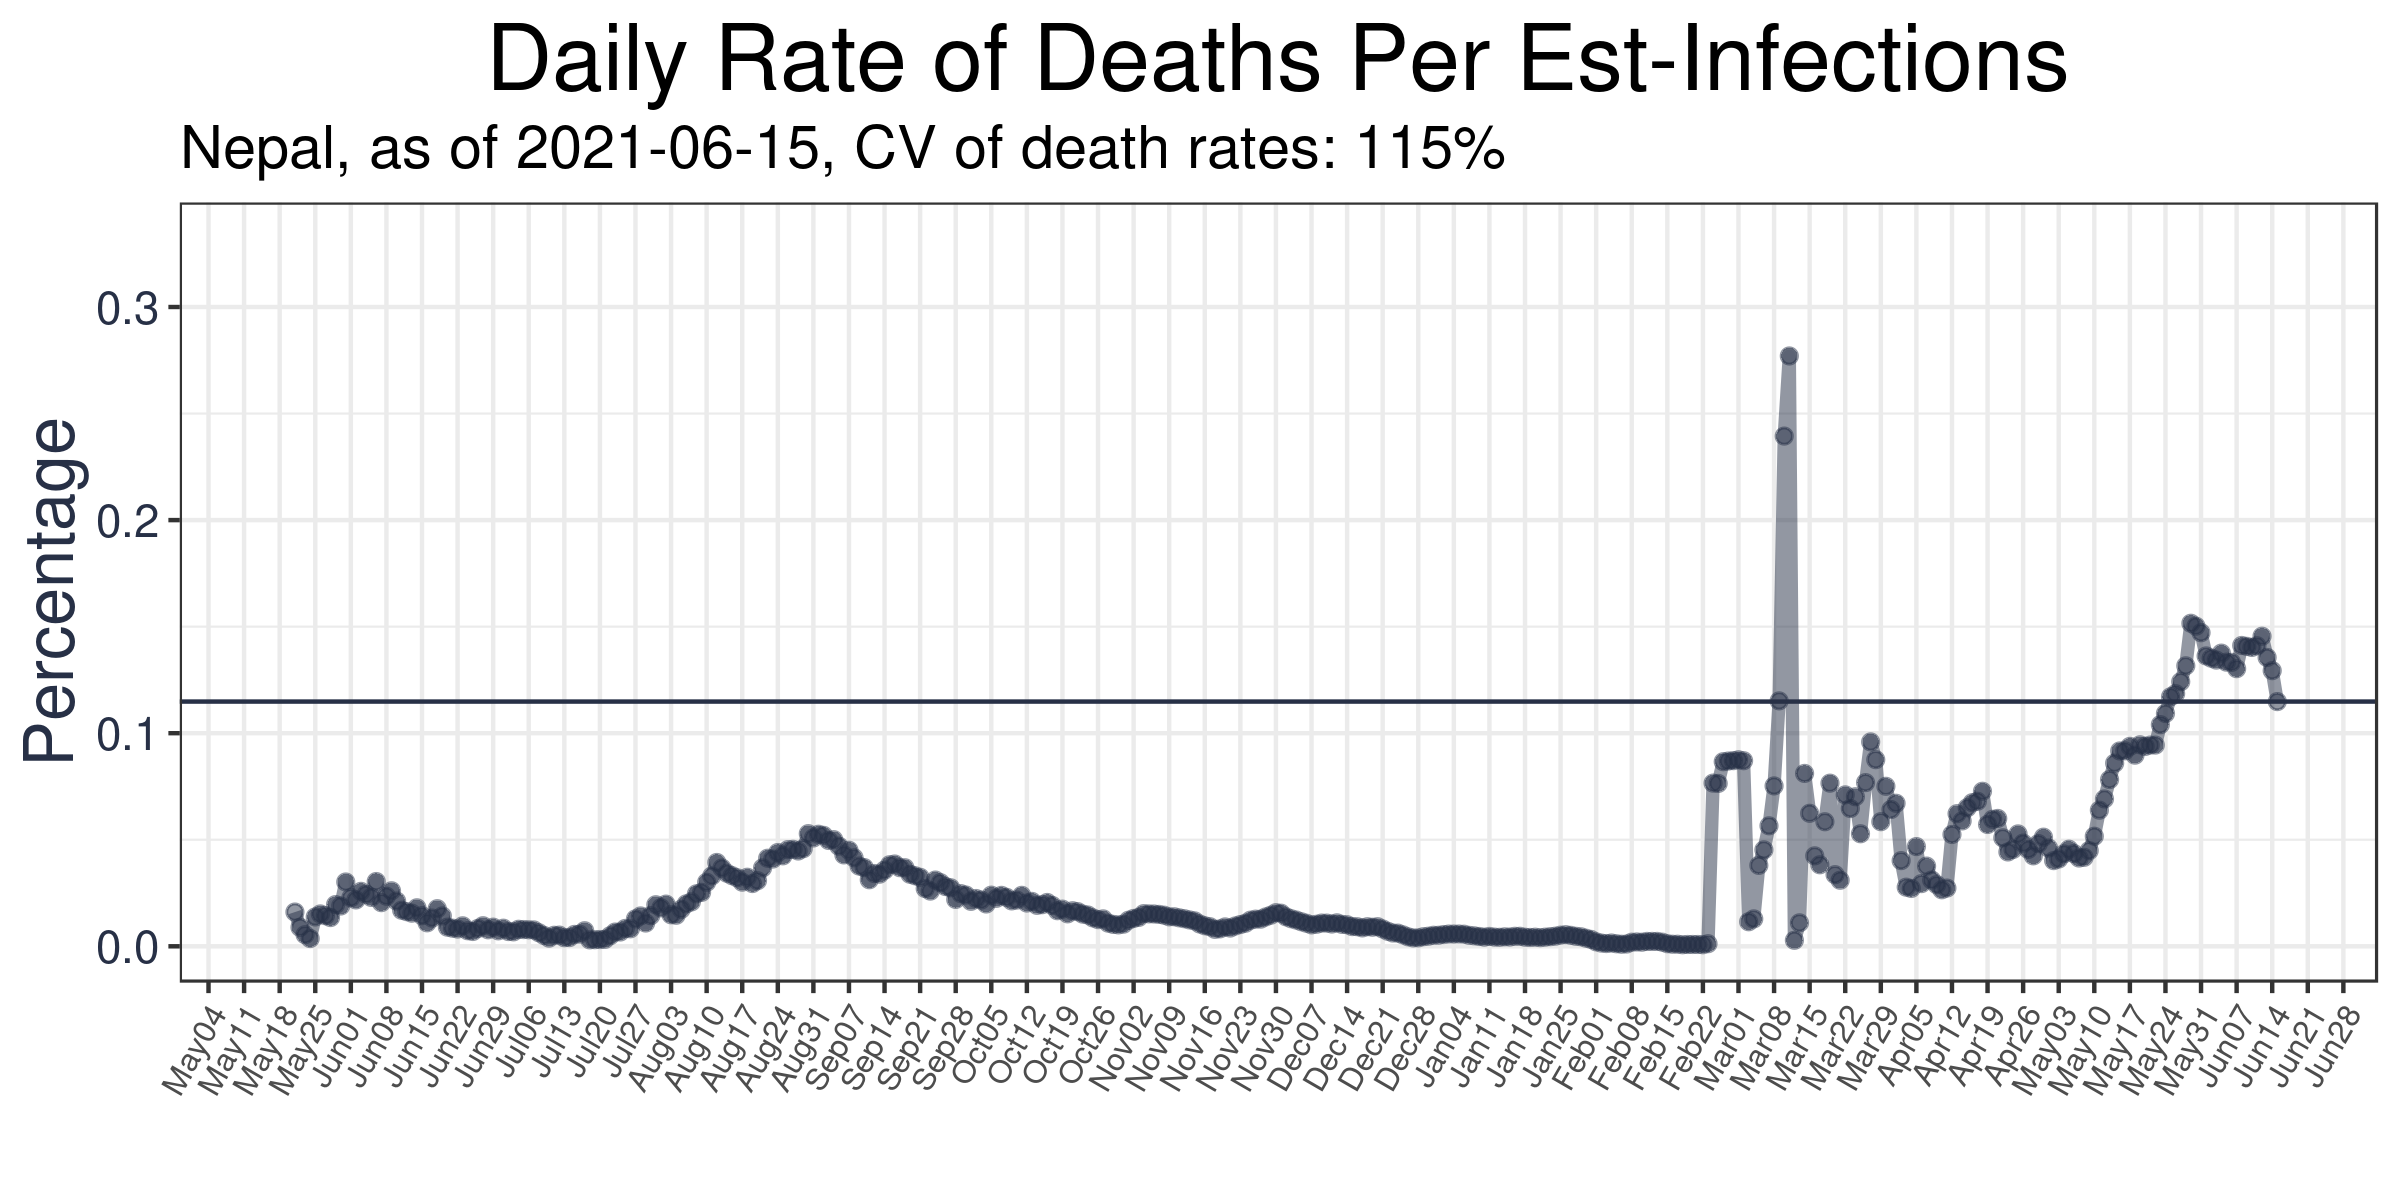 Daily Rate of Deaths Per Est-Infections
Nepal, as of 2021-06-15, CV of death rates: 115%
Percentage
0.3
0.2
0.1
0.0
May04
May11
May18
May25
Jun01
Jun08
Jun15
Jun22
Jun29
Jul06
Jul13
Jul20
Jul27
Aug03
Aug10
Aug17
Aug24
Aug31
Sep07
Sep14
Sep21
Sep28
Oct05
Oct12
Oct19
Oct26
Nov02
Nov09
Nov16
Nov23
Nov30
Dec07
Dec14
Dec21
Dec28
Jan04
Jan11
Jan18
Jan25
Feb01
Feb08
Feb15
Feb22
Mar01
Mar08
Mar15
Mar22
Mar29
Apr05
Apr12
Apr19
Apr26
May03
May10
May17
May24
May31
Jun07
Jun14
Jun21
Jun28